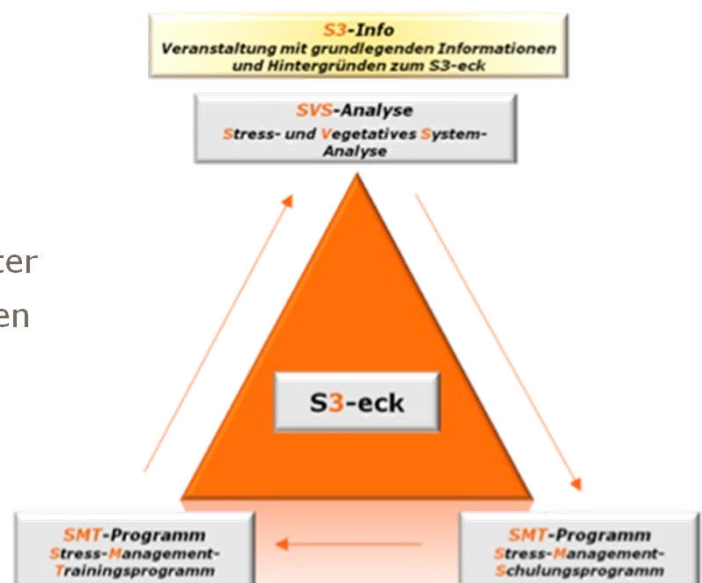 S3-Info
Veranstaltung mit grundlegenden Informationen
und Hintergründen zum S3-eck
SVS-Analyse
Stress- und Vegetatives System-
Analyse
ter
en
S3-eck
SMT-Programm
Stress-Management-
Trainingsprogramm
SMT-Programm
Stress-Management-
Schulungsprogramm